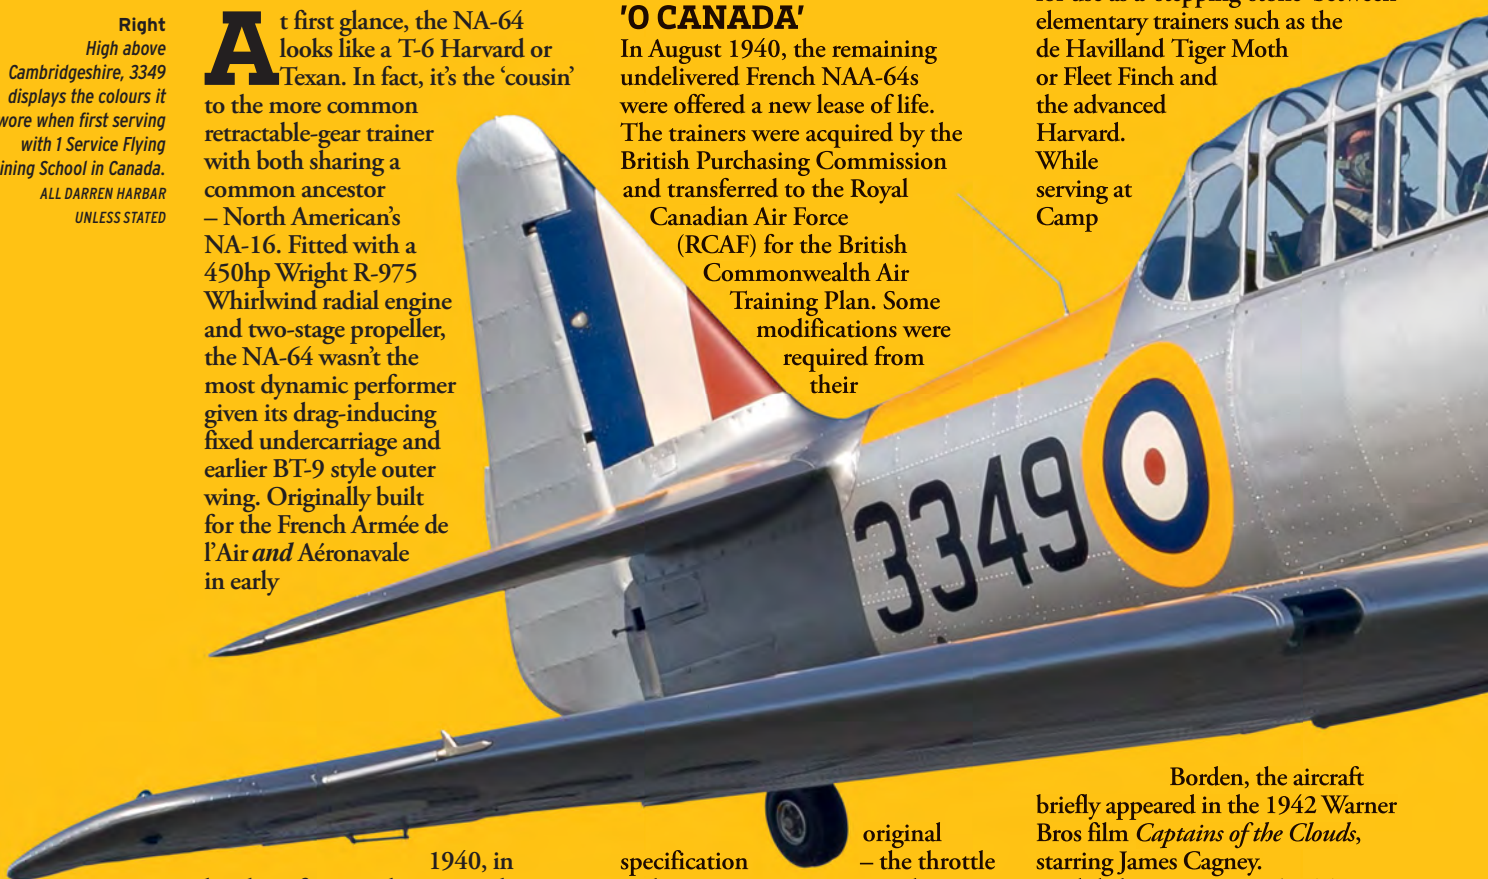 Right
High above
Cambridgeshire, 3349
displays the colours it
wore when first serving
with 1 Service Flying
ining School in Canada.
ALL DARREN HARBAR
UNLESS STATED
At first glance, the NA-64
looks like a T-6 Harvard or
Texan. In fact, it's the ‘cousin’
to the more common
retractable-gear trainer
with both sharing a
common ancestor
– North American's
NA-16. Fitted with a
450hp Wright R-975
Whirlwind radial engine
and two-stage propeller,
the NA-64 wasn't the
most dynamic performer
given its drag-inducing
fixed undercarriage and
earlier BT-9 style outer
wing. Originally built
for the French Armée de
l'Air and Aéronavale
in early
1940, in
'O CANADA'
In August 1940, the remaining
undelivered French NAA-64s
were offered a new lease of life.
The trainers were acquired by the
British Purchasing Commission
and transferred to the Royal
Canadian Air Force
(RCAF) for the British
Commonwealth Air
Training Plan. Some
modifications were
required from
their
original
specification
– the throttle
elementary trainers such as the
de Havilland Tiger Moth
or Fleet Finch and
the advanced
Harvard.
While
serving at
Camp
Borden, the aircraft
briefly appeared in the 1942 Warner
Bros film Captains of the Clouds,
starring James Cagney.
3349